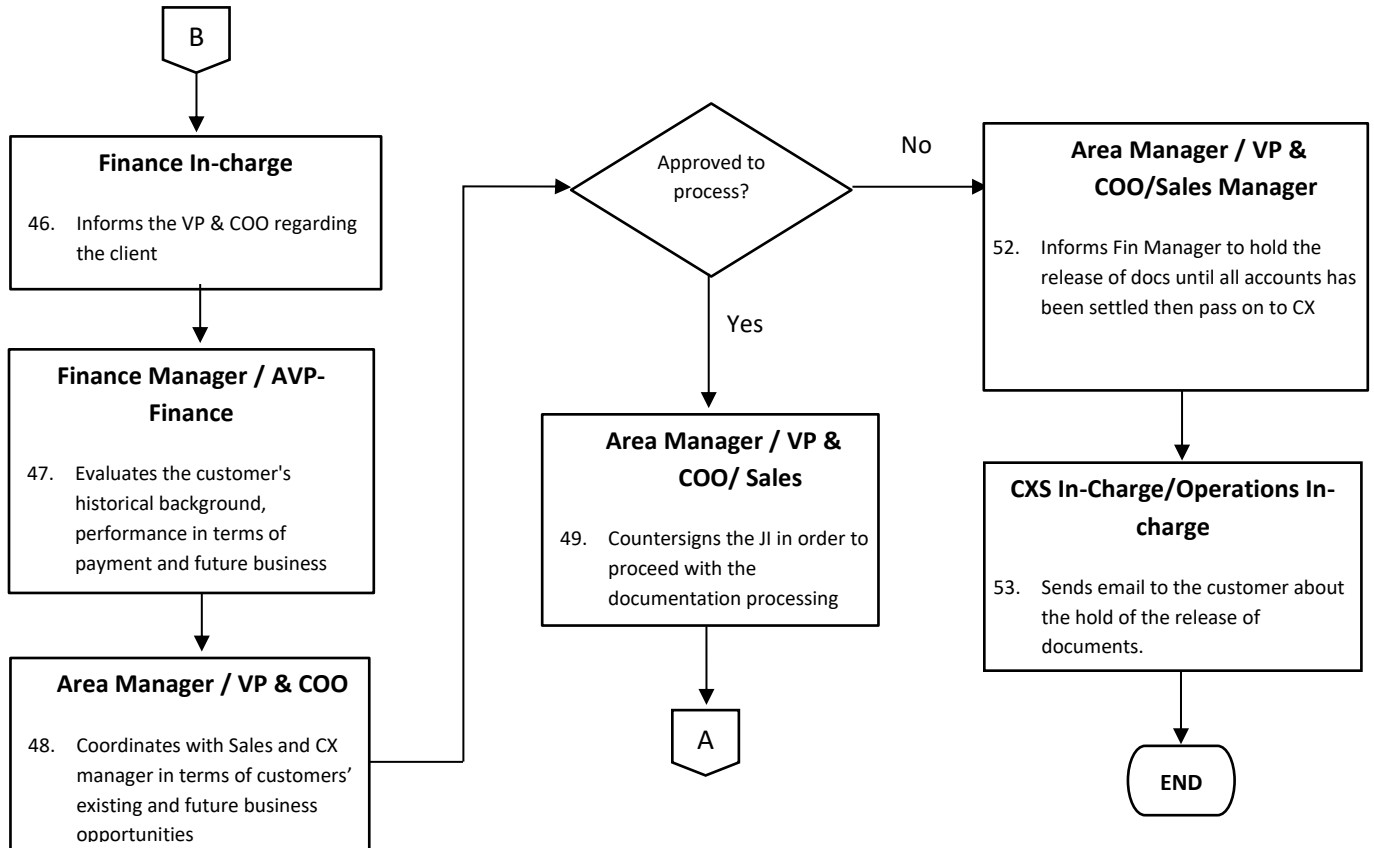 B
Finance In-charge
46. Informs the VP & COO regarding
the client
Finance Manager / AVP-
Finance
47. Evaluates the customer's
historical background,
performance in terms of
payment and future business
Area Manager / VP & COO
48. Coordinates with Sales and CX
manager in terms of customers’
existing and future business
opportunities
Approved to
process?
No
Yes
Area Manager / VP &
COO/ Sales
49. Countersigns the JI in order to
proceed with the
documentation processing
A
Area Manager / VP &
COO/Sales Manager
52. Informs Fin Manager to hold the
release of docs until all accounts has
been settled then pass on to CX
CXS In-Charge/Operations In-
charge
53. Sends email to the customer about
the hold of the release of
documents.
END